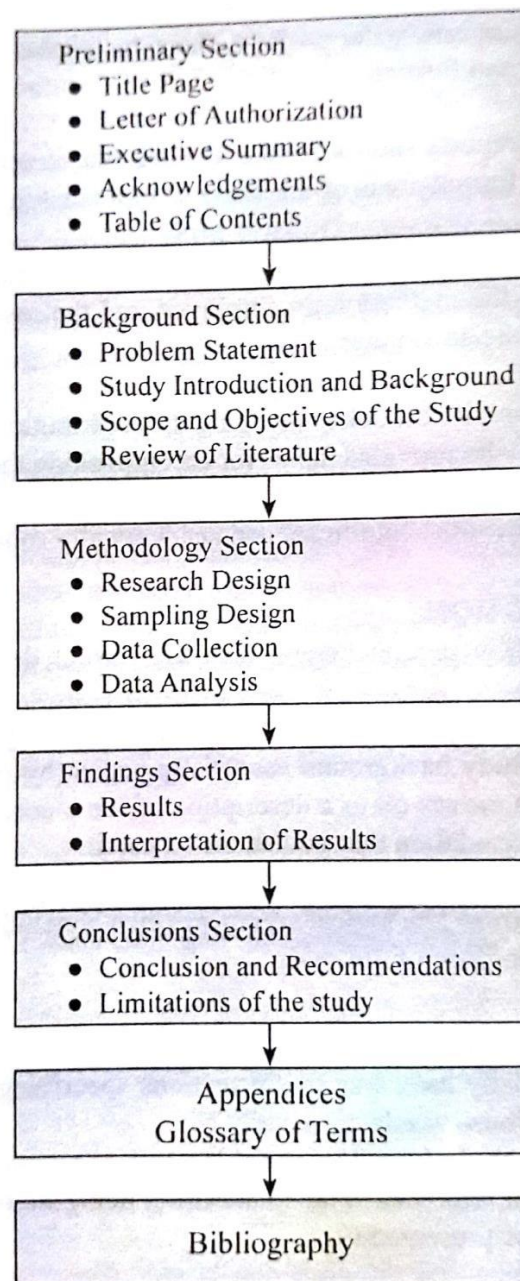 Preliminary Section
• Title Page
• Letter of Authorization
• Executive Summary
• Acknowledgements
• Table of Contents
Background Section
• Problem Statement
• Study Introduction and Background
• Scope and Objectives of the Study
• Review of Literature
Methodology Section
• Research Design
• Sampling Design
• Data Collection
• Data Analysis
Findings Section
• Results
• Interpretation of Results
Conclusions Section
• Conclusion and Recommendations
• Limitations of the study
Appendices
Glossary of Terms
Bibliography